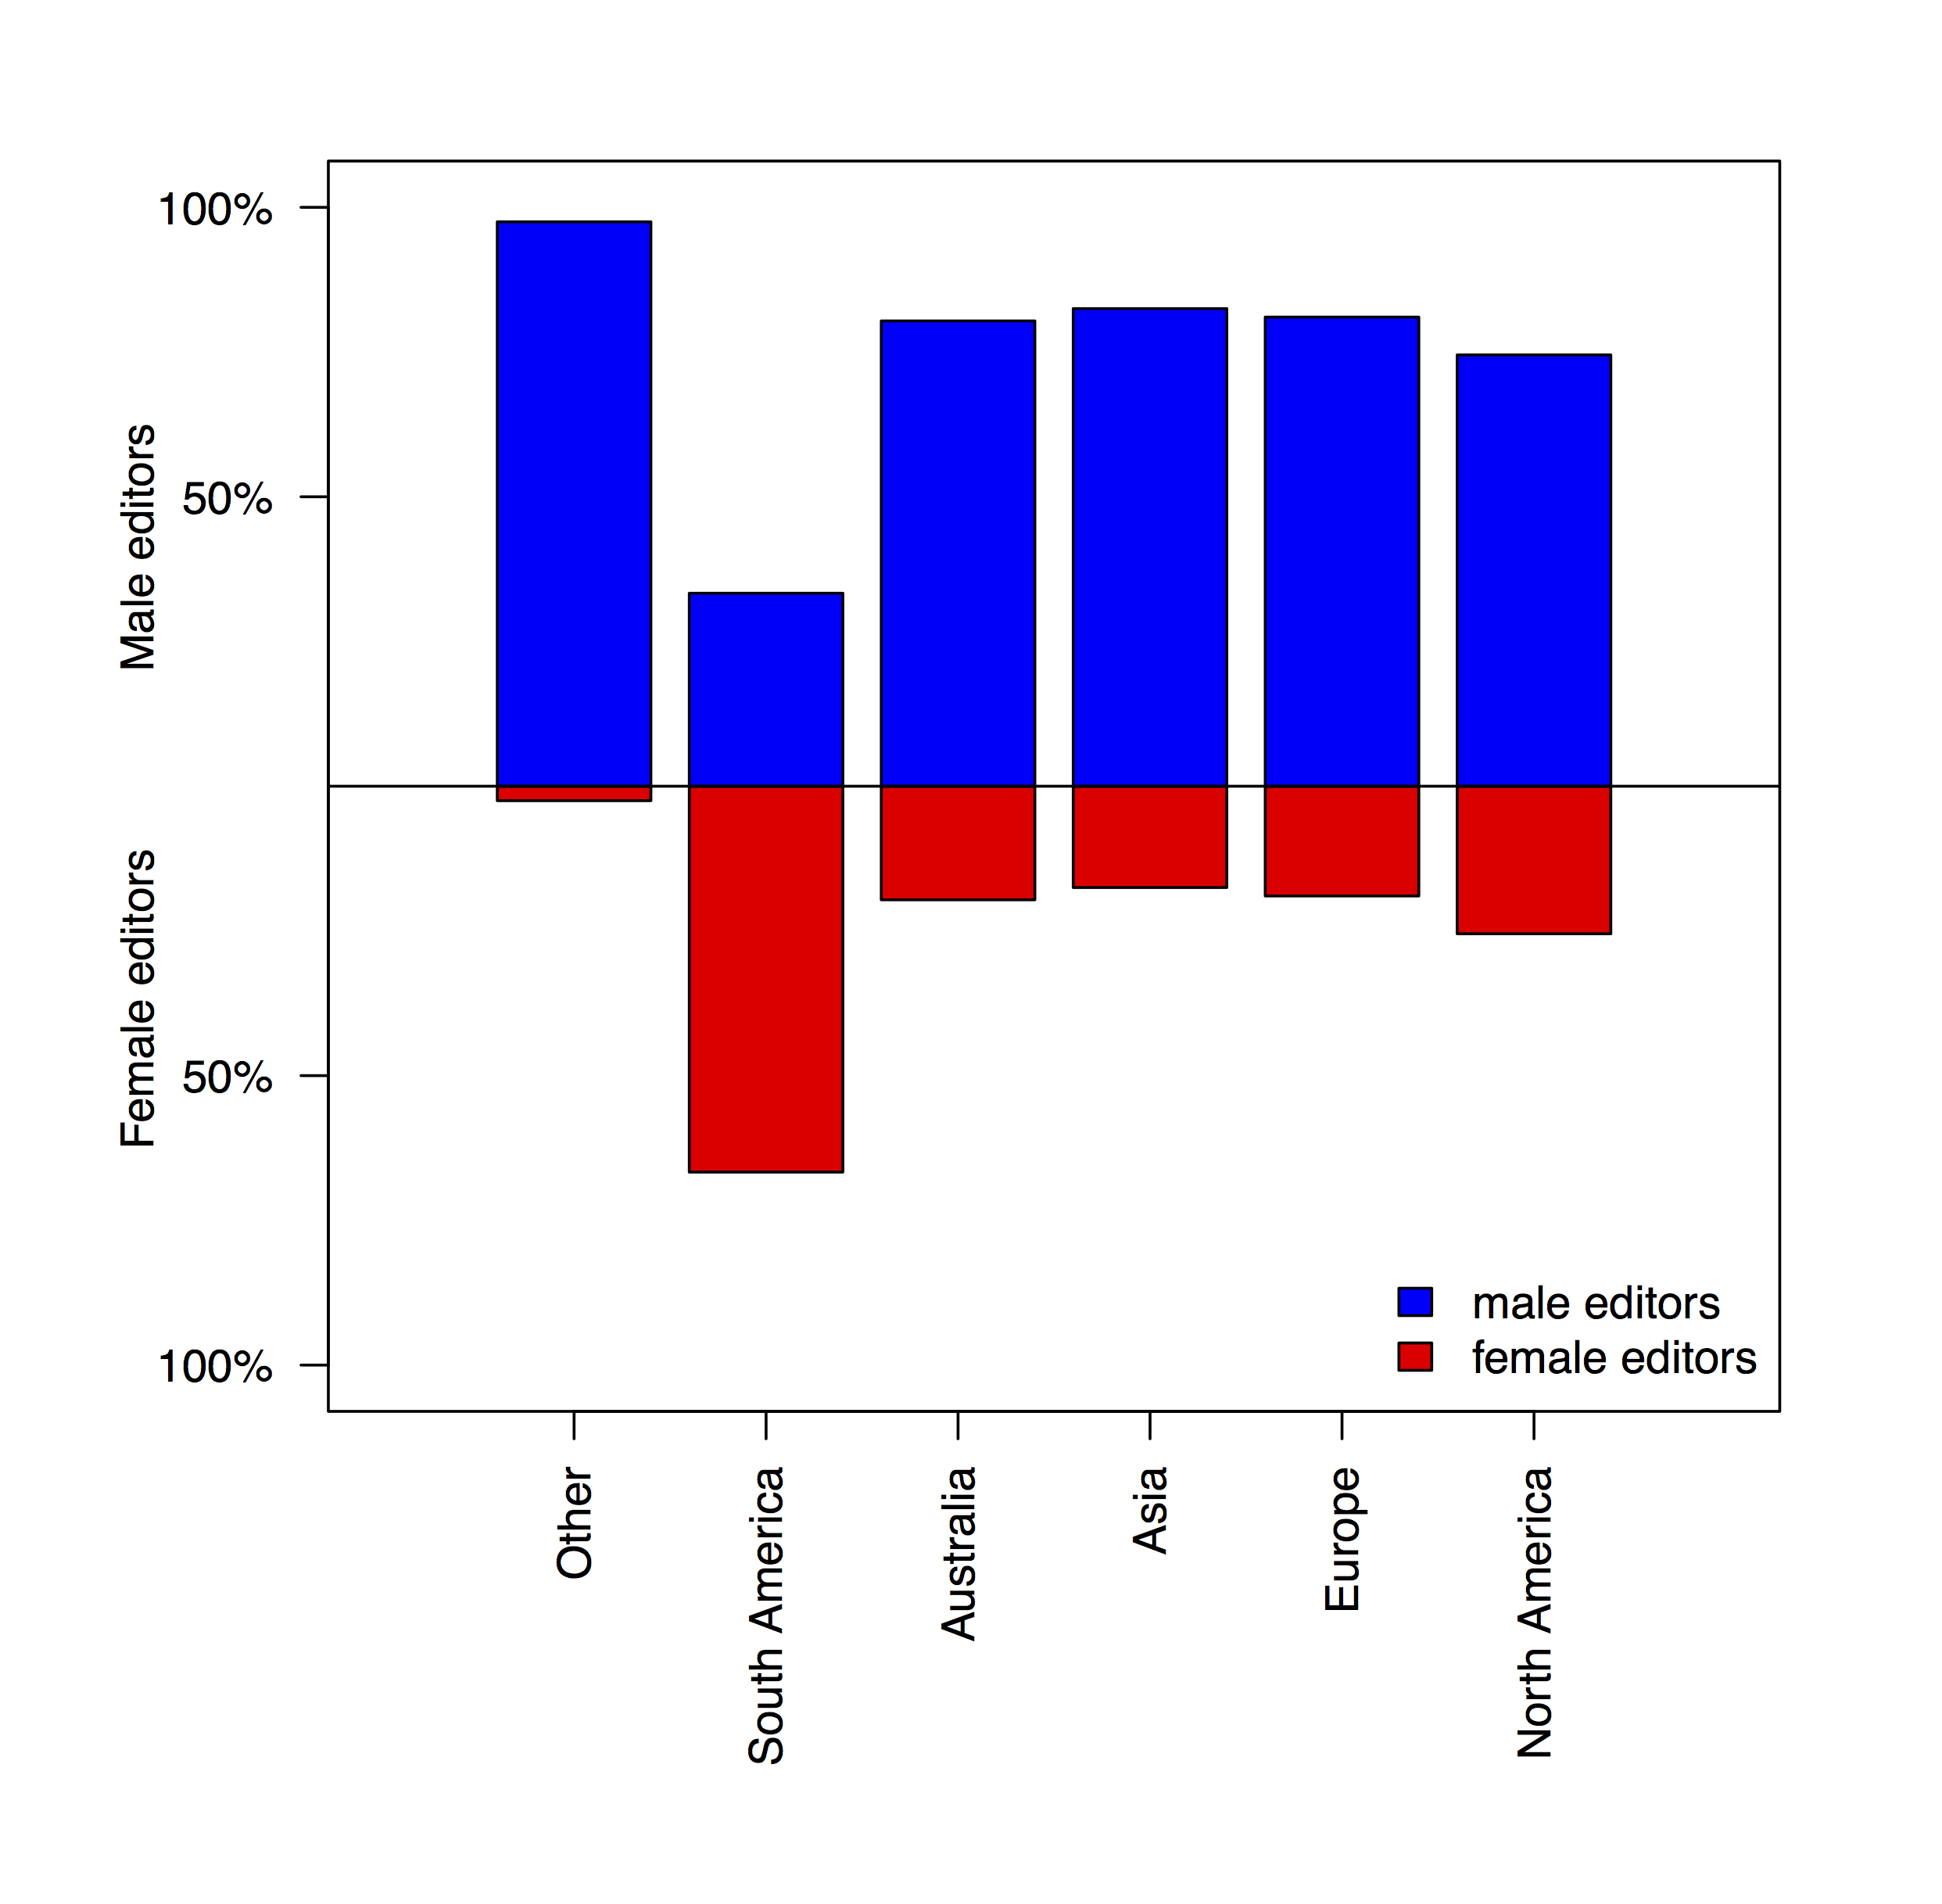 100%
50%
Male editors
Female editors
50%
100%
male editors
female editors
Other
South America
Australia
Asia
Europe
North America